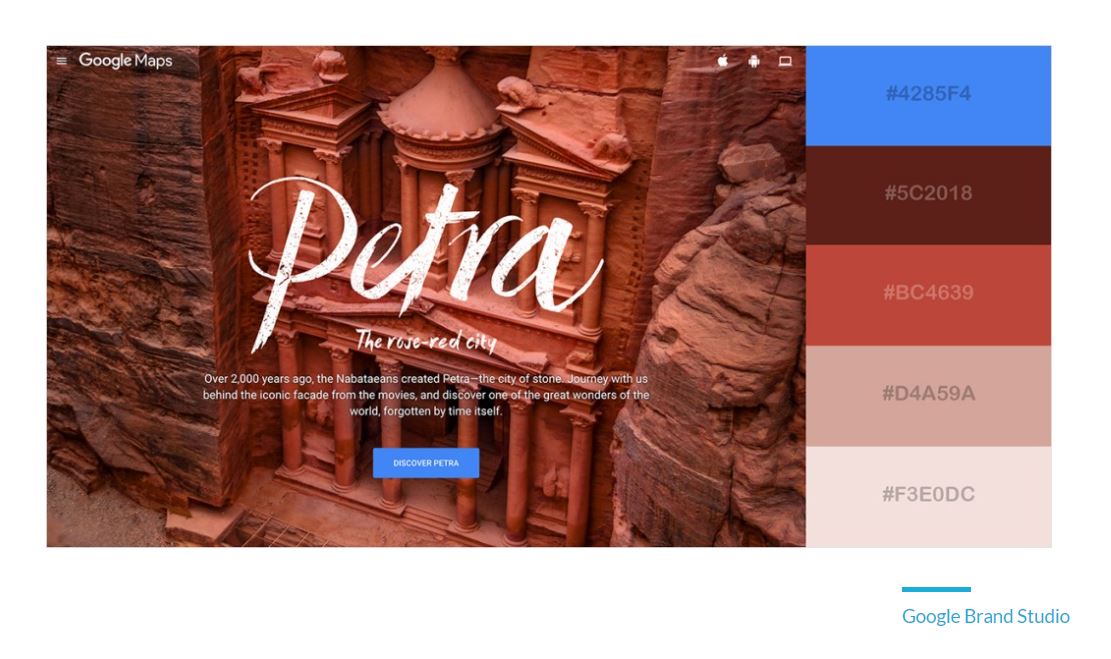 Google Maps
Petra
The rose-red city
Over 2,000 years ago, the Nabataeans created Petra—the city of stone. Journey with us
behind the iconic facade from the movies, and discover one of the great wonders of the
world, forgotten by time itself.
DISCOVER PETRA
#4285F4
#5C2018
#BC4639
#D4A59A
#F3E0DC
Google Brand Studio